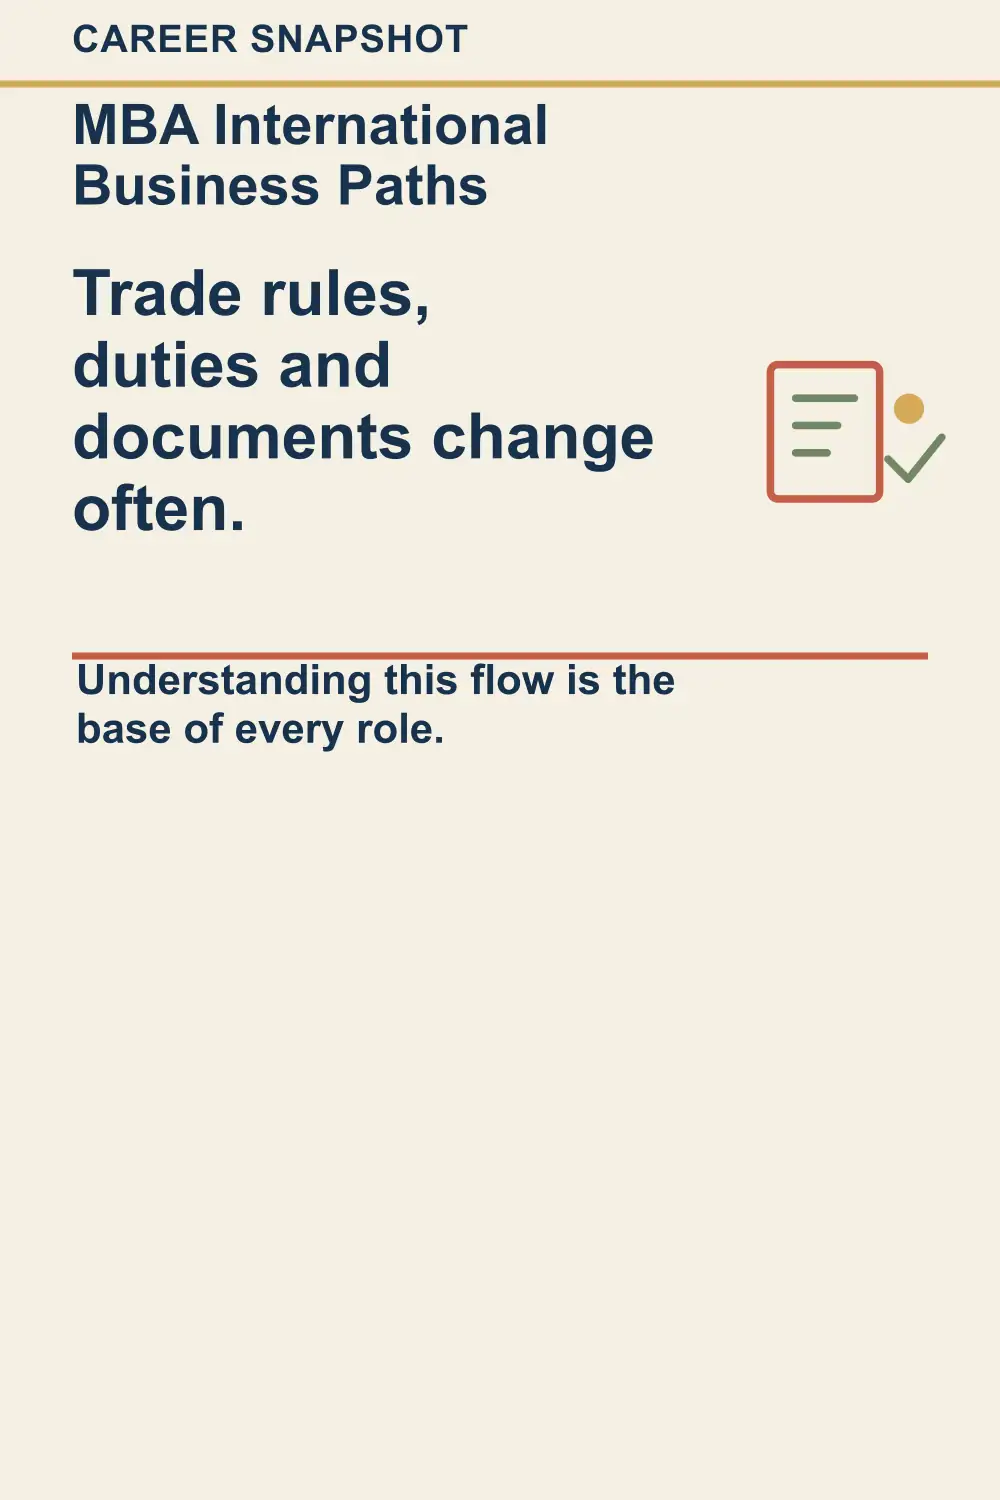 CAREER SNAPSHOT
MBA International
Business Paths
Trade rules,
duties and
documents change
often.
Understanding this flow is the
base of every role.